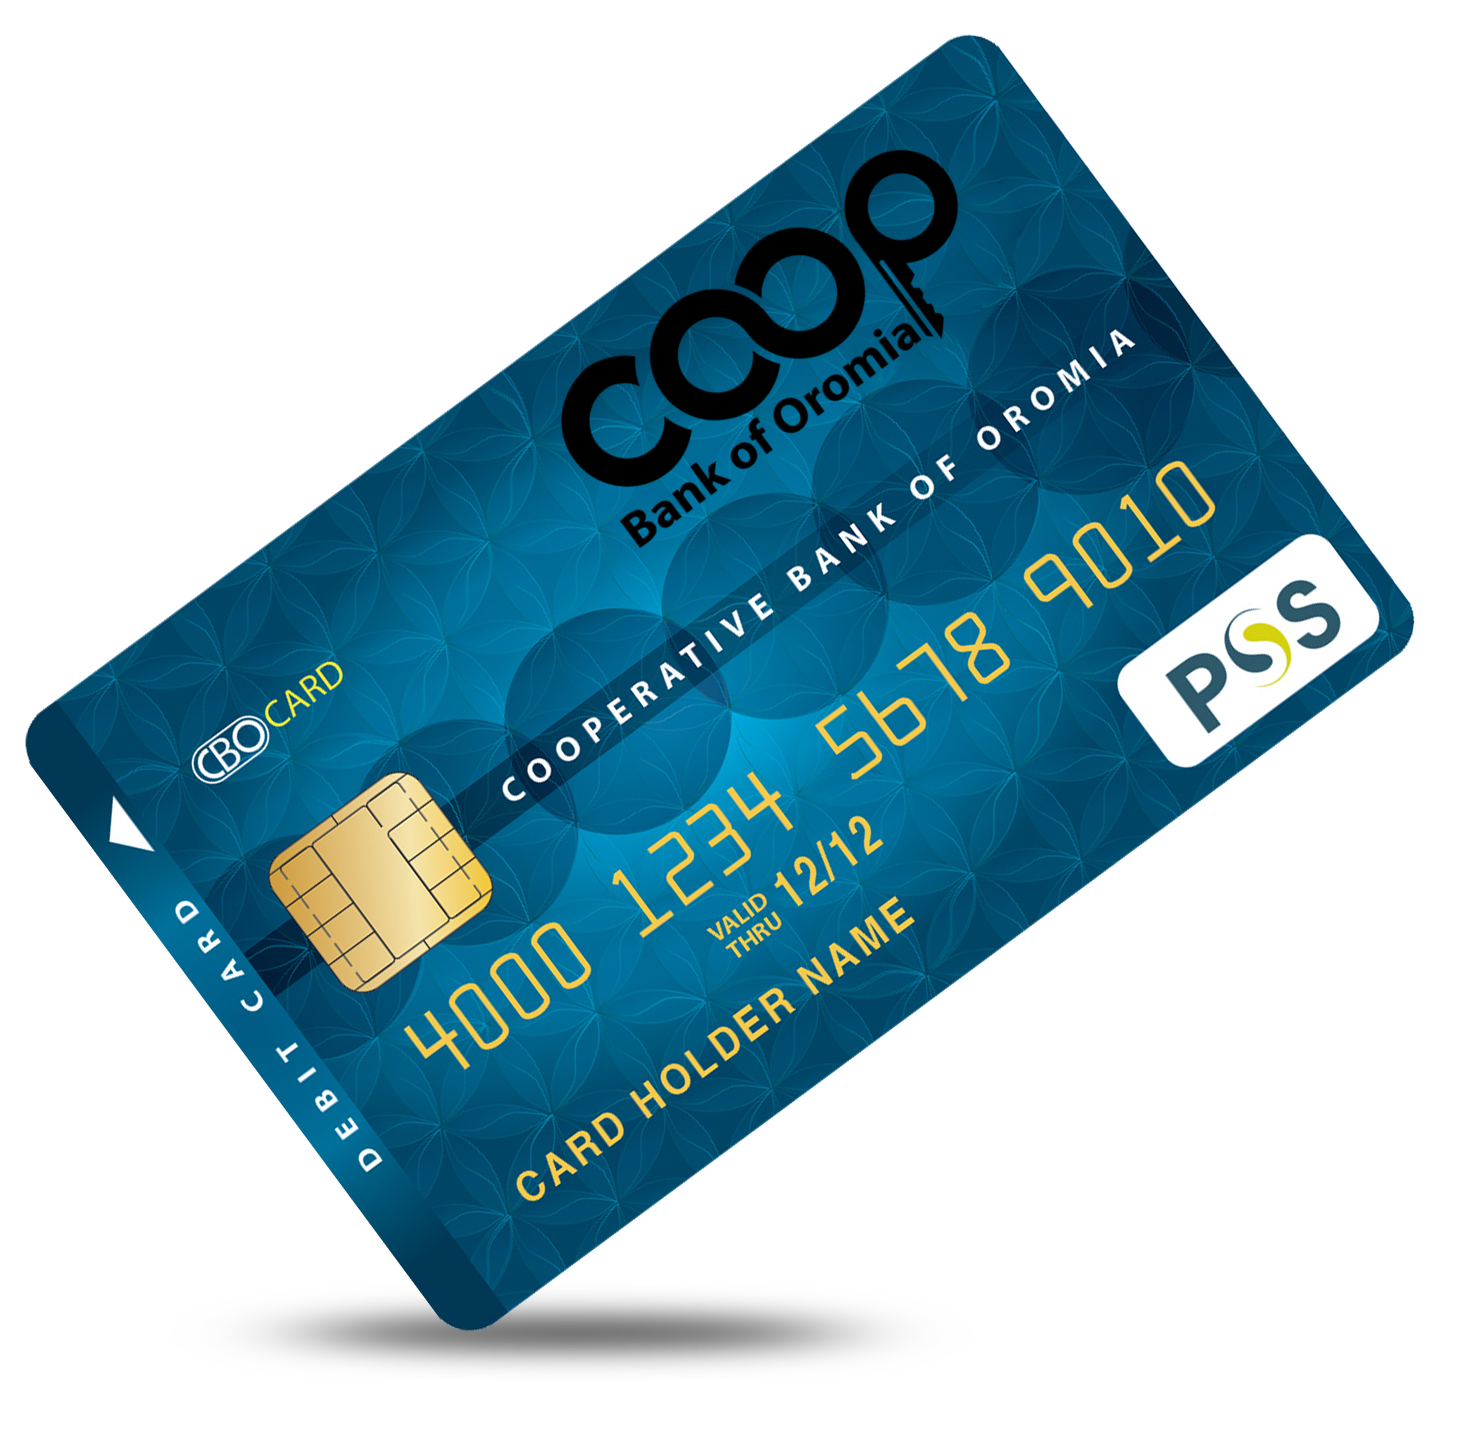 coop
Bank of Oromia
COOPERATIVE BANK OF OROMIA
CBO CARD
4000 1234 5678 9010
VALID
THRU 12/12
CARD HOLDER NAME
POS
DEBIT CARD